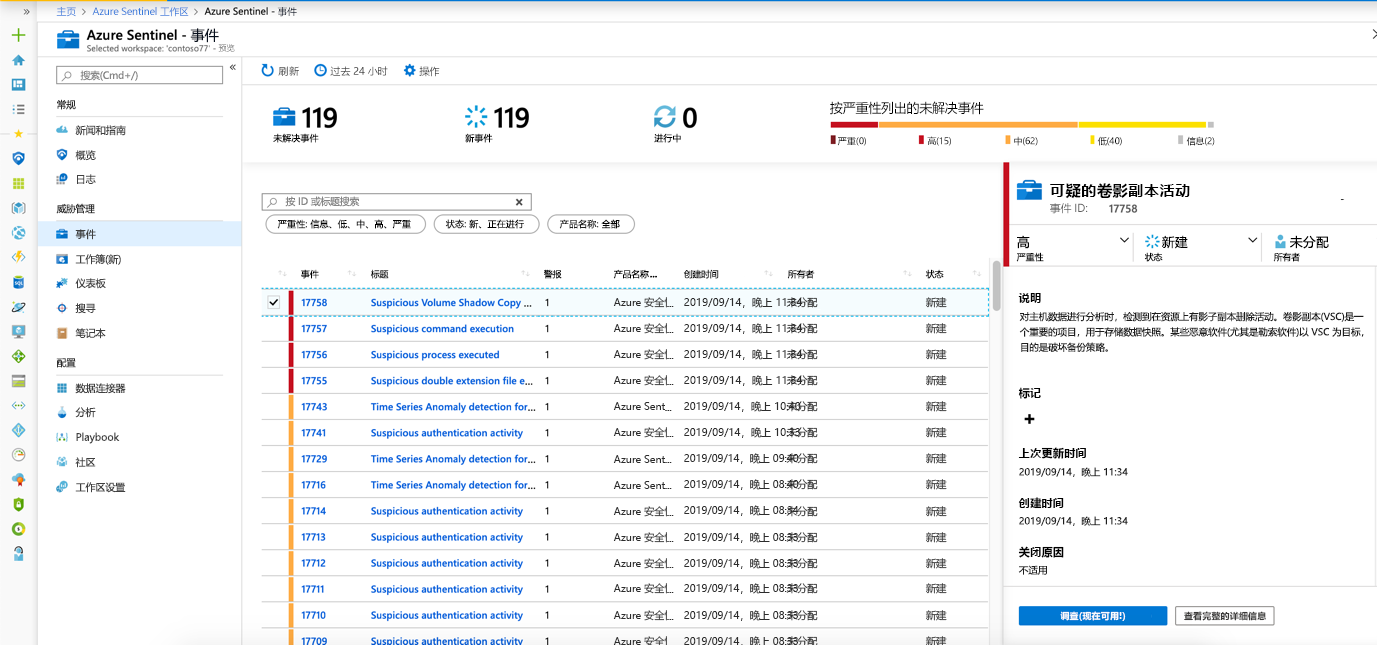 »
主页 > Azure Sentinel 工作区 > Azure Sentinel - 事件
Azure Sentinel - 事件
Selected workspace: 'contoso77' - 预览
搜索(Cmd+/)
«
常规
新闻和指南
概览
日志
威胁管理
事件
工作簿(新)
仪表板
搜寻
笔记本
配置
数据连接器
分析
Playbook
社区
工作区设置
刷新 过去 24 小时 操作
119
未解决事件
119
新事件
0
进行中
按严重性列出的未解决事件
严重(0) 高(15) 中(62) 低(40) 信息(2)
按 ID 或标题搜索
严重性: 信息、低、中、高、严重 状态: 新、正在进行 产品名称: 全部
事件 标题 警报 产品名称... 创建时间 所有者 状态
17758 Suspicious Volume Shadow Copy ... 1 Azure 安全... 2019/09/14，晚上 11:34 未分配 新建
17757 Suspicious command execution 1 Azure 安全... 2019/09/14，晚上 11:34 未分配 新建
17756 Suspicious process executed 1 Azure 安全... 2019/09/14，晚上 11:34 未分配 新建
17755 Suspicious double extension file e... 1 Azure 安全... 2019/09/14，晚上 11:34 未分配 新建
17743 Time Series Anomaly detection for... 1 Azure Sent... 2019/09/14，晚上 10:40 未分配 新建
17741 Suspicious authentication activity 1 Azure 安全... 2019/09/14，晚上 10:33 未分配 新建
17729 Time Series Anomaly detection for... 1 Azure Sent... 2019/09/14，晚上 09:40 未分配 新建
17716 Time Series Anomaly detection for... 1 Azure Sent... 2019/09/14，晚上 08:40 未分配 新建
17714 Suspicious authentication activity 1 Azure 安全... 2019/09/14，晚上 08:34 未分配 新建
17713 Suspicious authentication activity 1 Azure 安全... 2019/09/14，晚上 08:33 未分配 新建
17712 Suspicious authentication activity 1 Azure 安全... 2019/09/14，晚上 08:33 未分配 新建
17711 Suspicious authentication activity 1 Azure 安全... 2019/09/14，晚上 08:33 未分配 新建
17710 Suspicious authentication activity 1 Azure 安全... 2019/09/14，晚上 08:33 未分配 新建
17709 Suspicious authentication activity 1 Azure 安全... 2019/09/14，晚上 08:33 未分配 新建
可疑的卷影副本活动
事件 ID: 17758
高
严重性
新建
状态
未分配
所有者
说明
对主机数据进行分析时，检测到在资源上有影子副本删除活动。卷影副本(VSC)是一
个重要的项目，用于存储数据快照。某些恶意软件(尤其是勒索软件)以 VSC 为目标，
目的是破坏备份策略。
标记
+
上次更新时间
2019/09/14，晚上 11:34
创建时间
2019/09/14，晚上 11:34
关闭原因
不适用
调查(现在可用!) 查看完整的详细信息